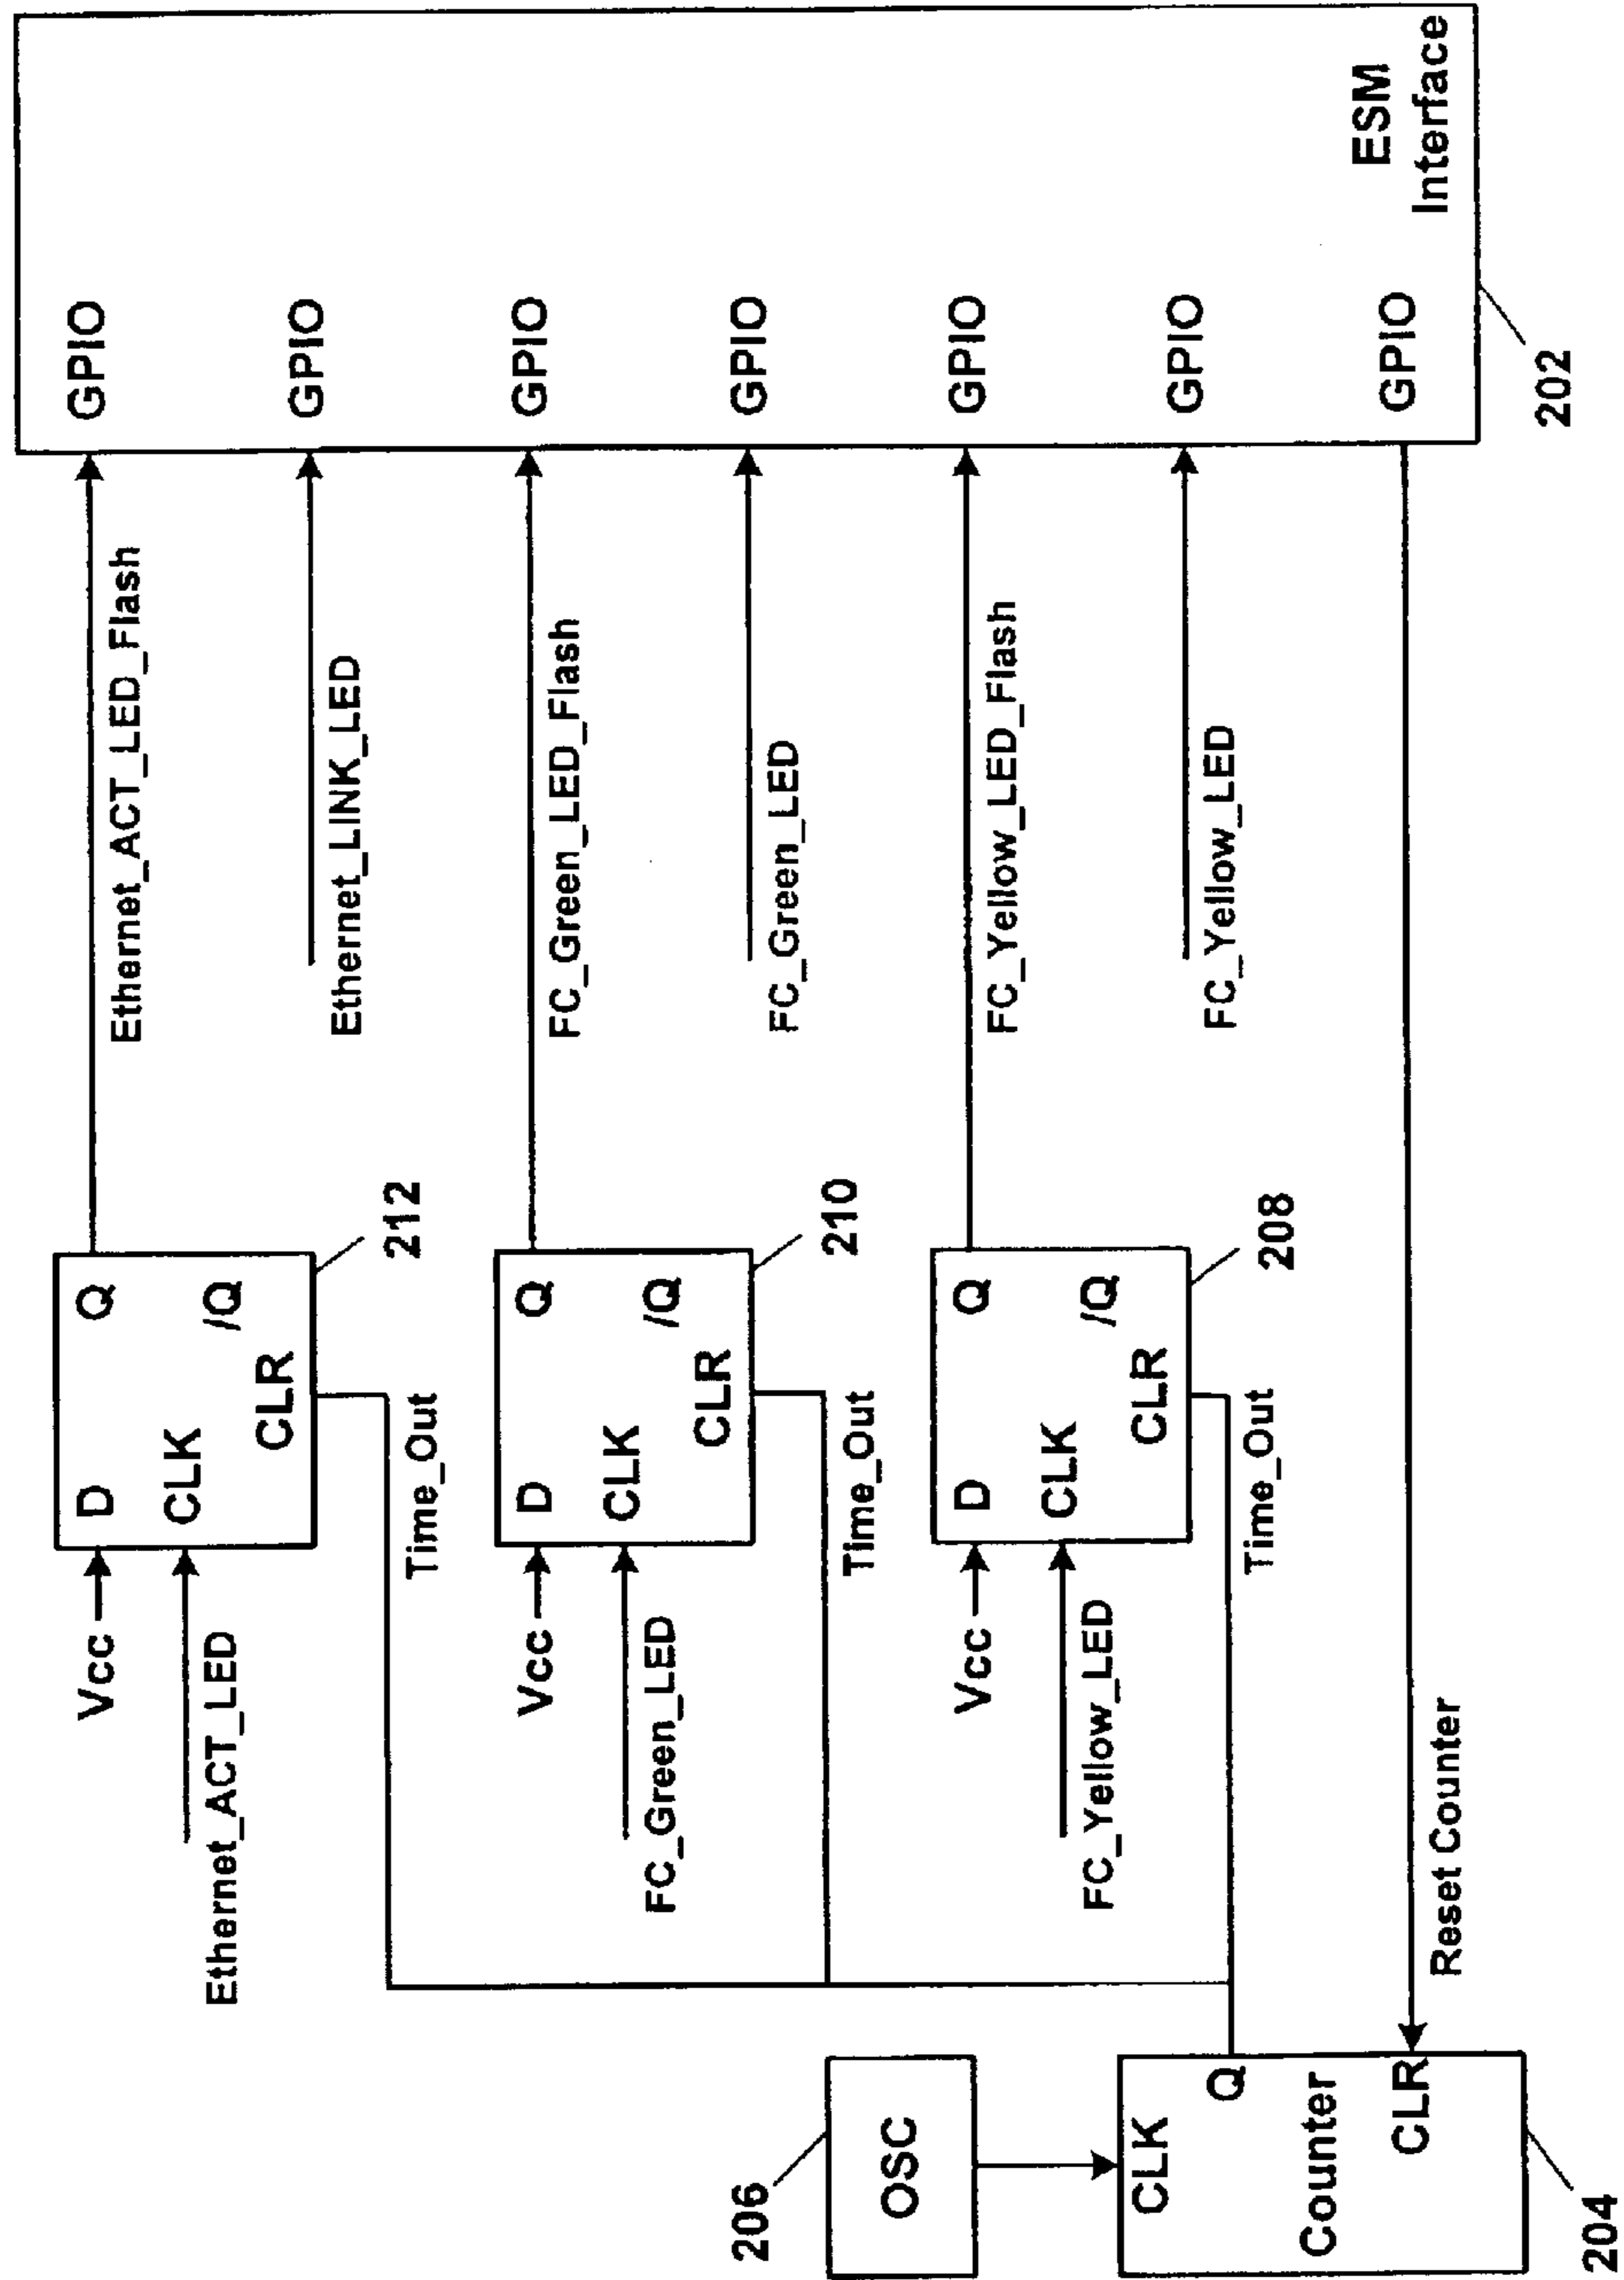 206
OSC
CLK
Q
Counter
CLR
204
Vcc
Ethernet_ACT_LED
D
Q
CLK
/Q
CLR
212
Time_Out
Vcc
FC_Green_LED
D
Q
CLK
/Q
CLR
210
Time_Out
Vcc
FC_Yellow_LED
D
Q
CLK
/Q
CLR
208
Time_Out
Reset Counter
Ethernet_ACT_LED_Flash
Ethernet_LINK_LED
FC_Green_LED_Flash
FC_Green_LED
FC_Yellow_LED_Flash
FC_Yellow_LED
GPIO
GPIO
GPIO
GPIO
GPIO
GPIO
GPIO
ESM
Interface
202